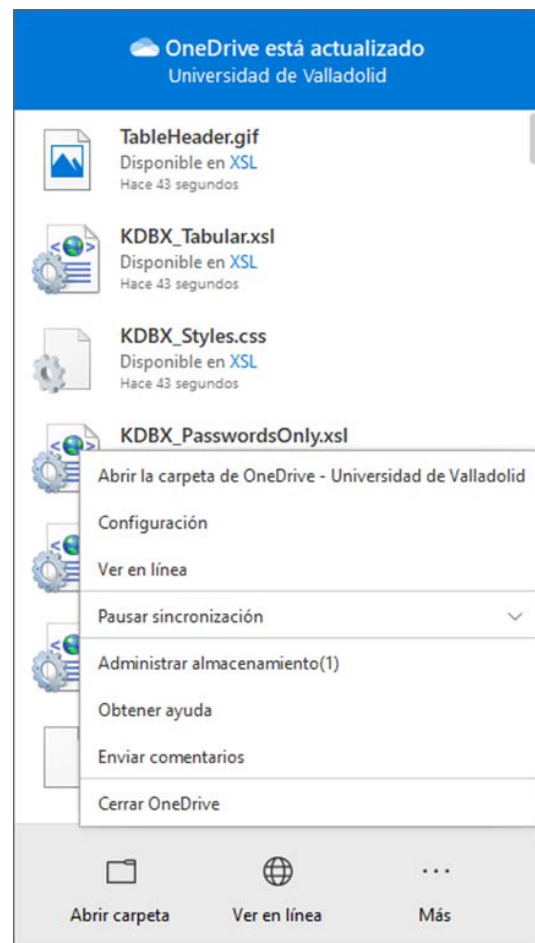 OneDrive está actualizado
Universidad de Valladolid
TableHeader.gif
Disponible en XSL
Hace 43 segundos
KDBX_Tabular.xsl
Disponible en XSL
Hace 43 segundos
KDBX_Styles.css
Disponible en XSL
Hace 43 segundos
KDBX_PasswordsOnly.xsl
Abrir la carpeta de OneDrive - Universidad de Valladolid
Configuración
Ver en línea
Pausar sincronización
Administrar almacenamiento(1)
Obtener ayuda
Enviar comentarios
Cerrar OneDrive
Abrir carpeta
Ver en línea
Más